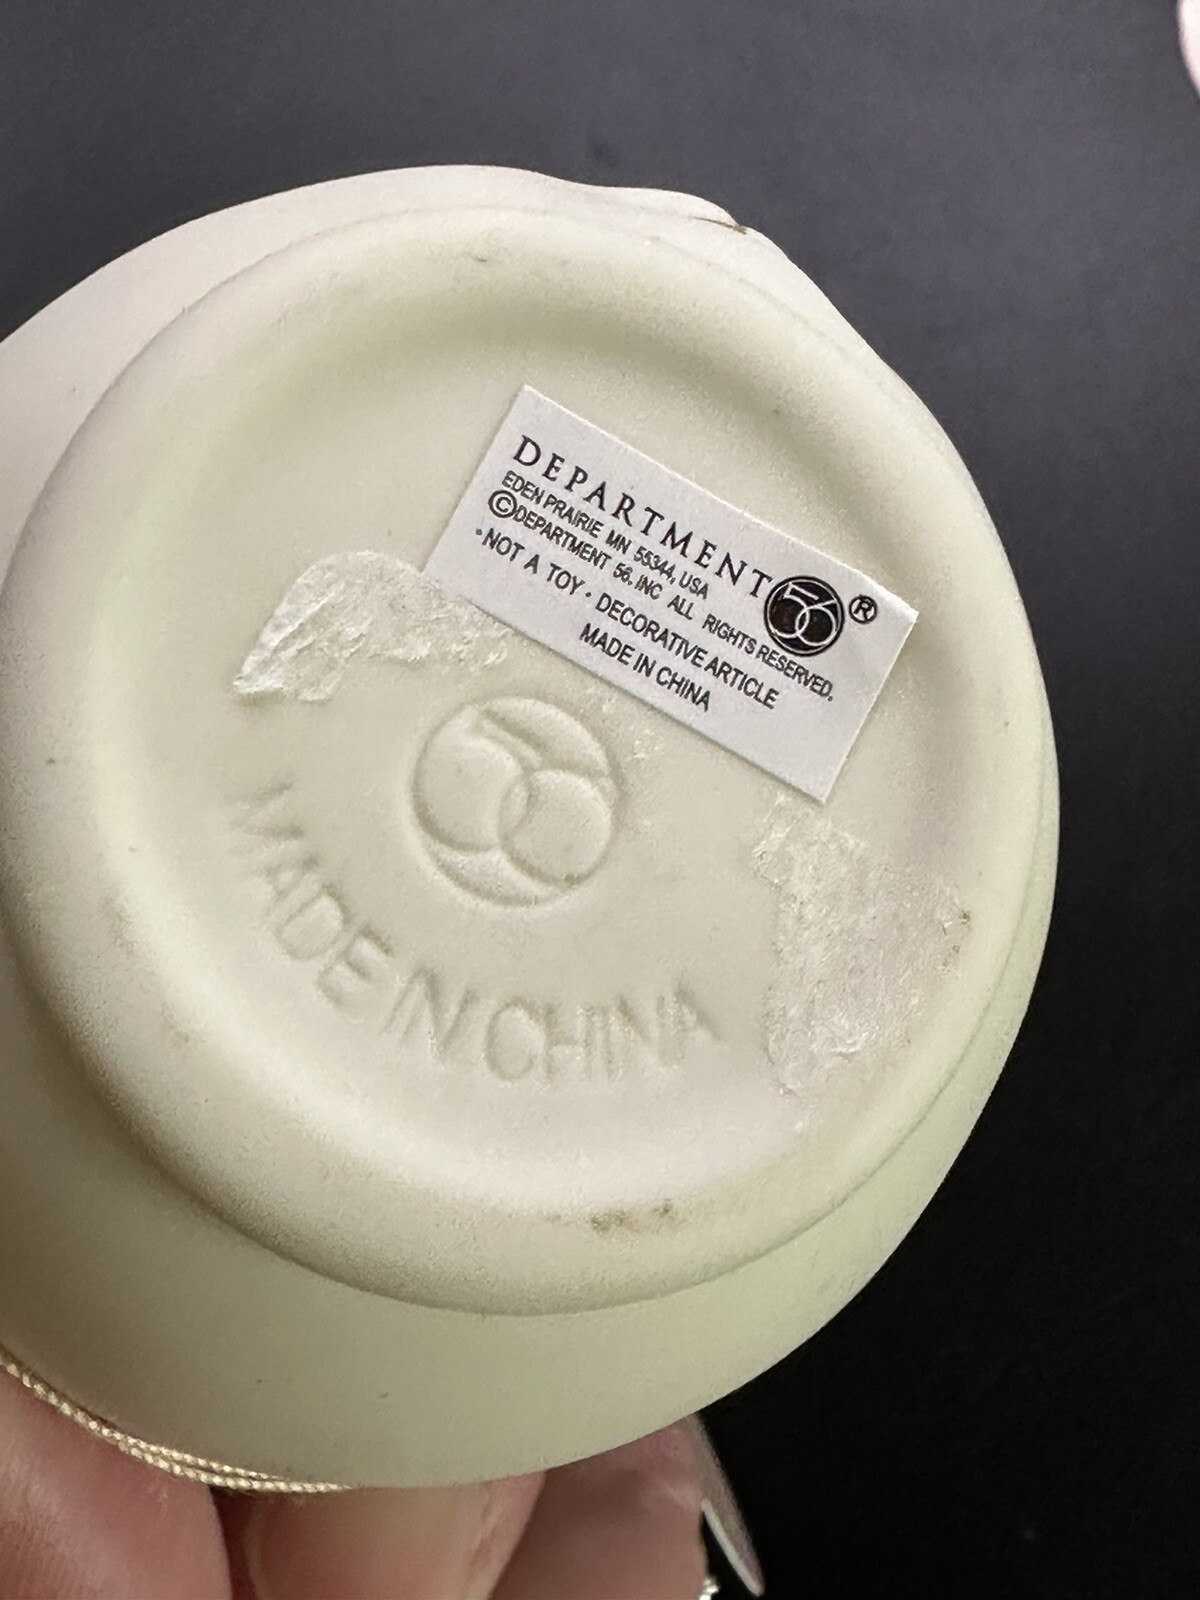 DEPARTMENT 56 ®
EDEN PRAIRIE MN 55344, USA
©DEPARTMENT 56, INC ALL RIGHTS RESERVED.
·NOT A TOY · DECORATIVE ARTICLE
MADE IN CHINA
56
MADE IN CHINA